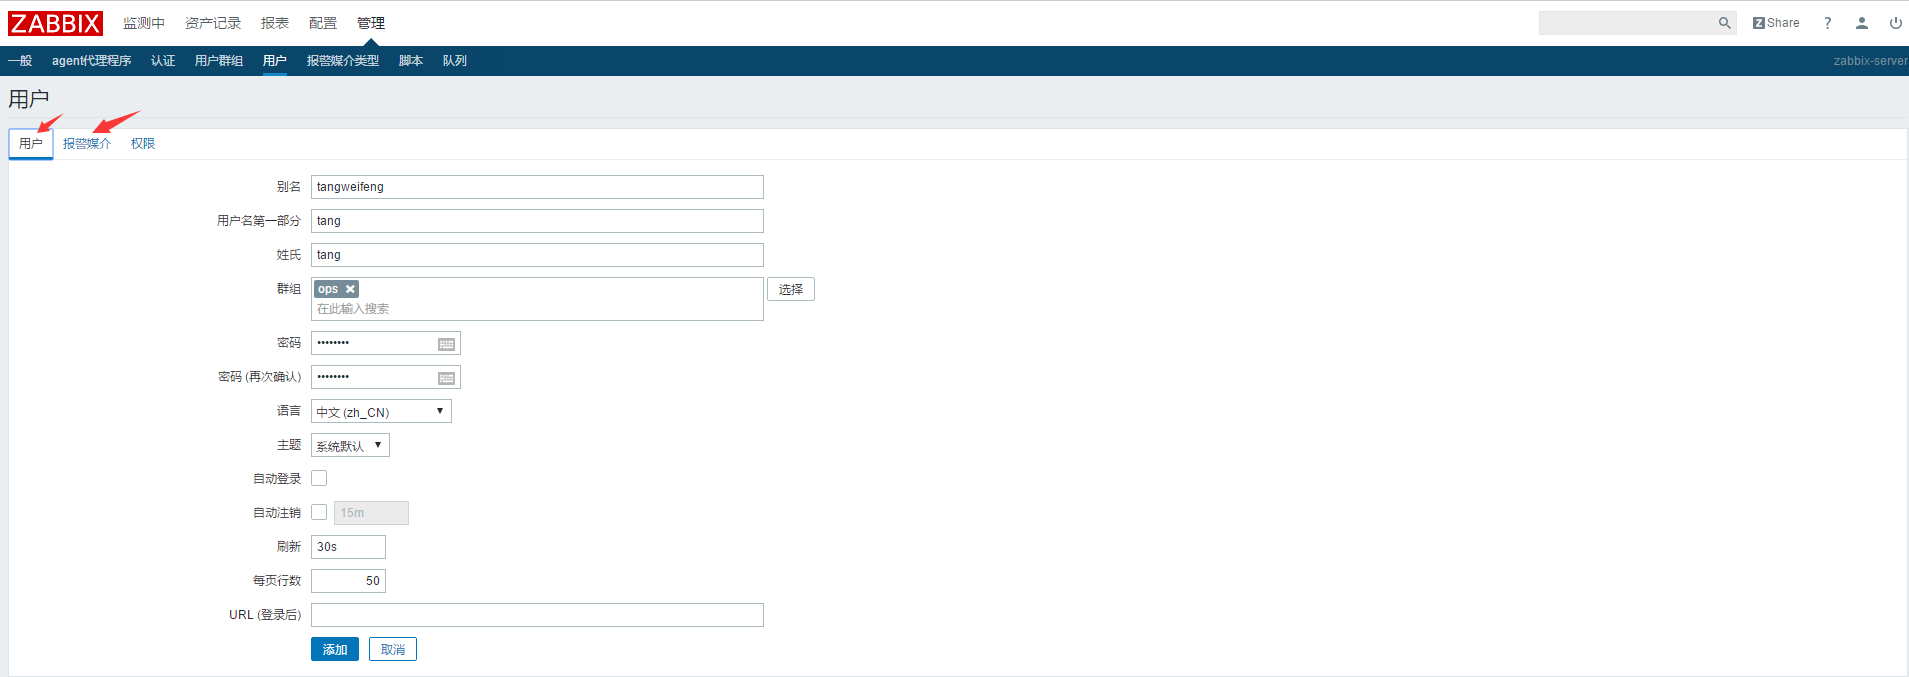 ZABBIX 监测中 资产记录 报表 配置 管理 Share ?
一般 agent代理程序 认证 用户群组 用户 报警媒介类型 脚本 队列 zabbix-server
用户
用户 报警媒介 权限
别名 tangweifeng
用户名第一部分 tang
姓氏 tang
群组 ops 选择
在此输入搜索
密码 ••••••••
密码 (再次确认) ••••••••
语言 中文 (zh_CN)
主题 系统默认
自动登录
自动注销 15m
刷新 30s
每页行数 50
URL (登录后)
添加 取消